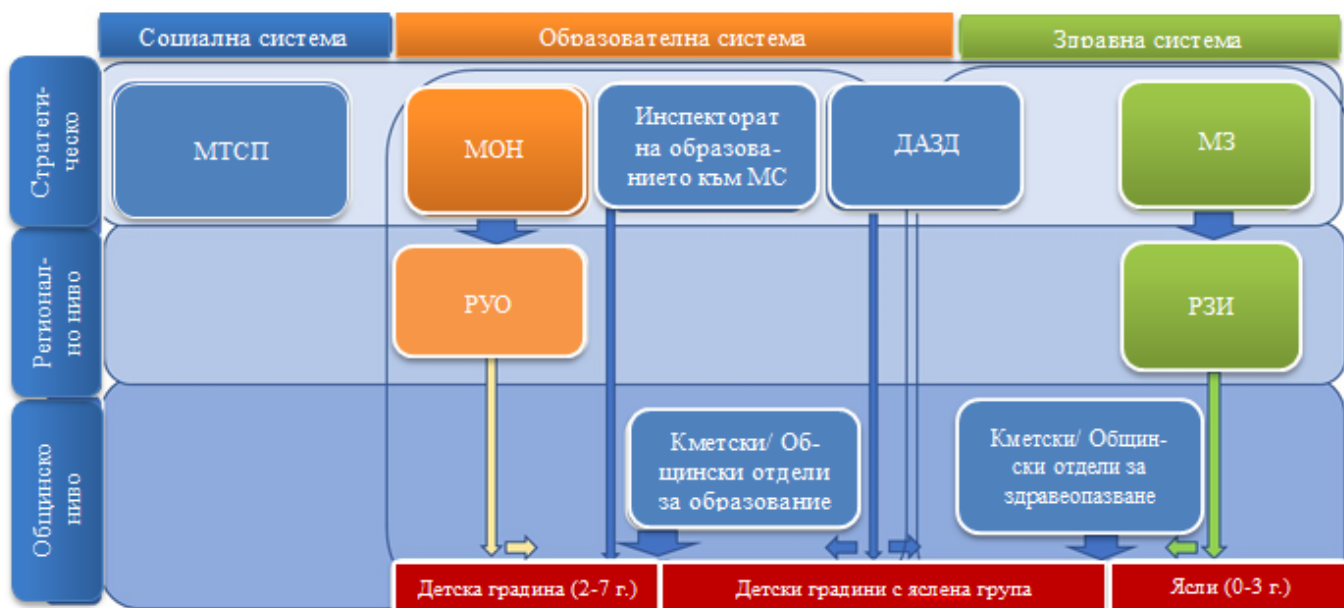 Социална система
Образователна система
Здравна система
Стратеги-
ческо
МТСП
МОН
Инспекторат
на образова-
нието към МС
ДАЗД
МЗ
Регионал-
но ниво
РУО
РЗИ
Общинско
ниво
Кметски/ Об-
щински отдели
за образование
Кметски/ Общин-
ски отдели за
здравеопазване
Детска градина (2-7 г.)
Детски градини с яслена група
Ясли (0-3 г.)